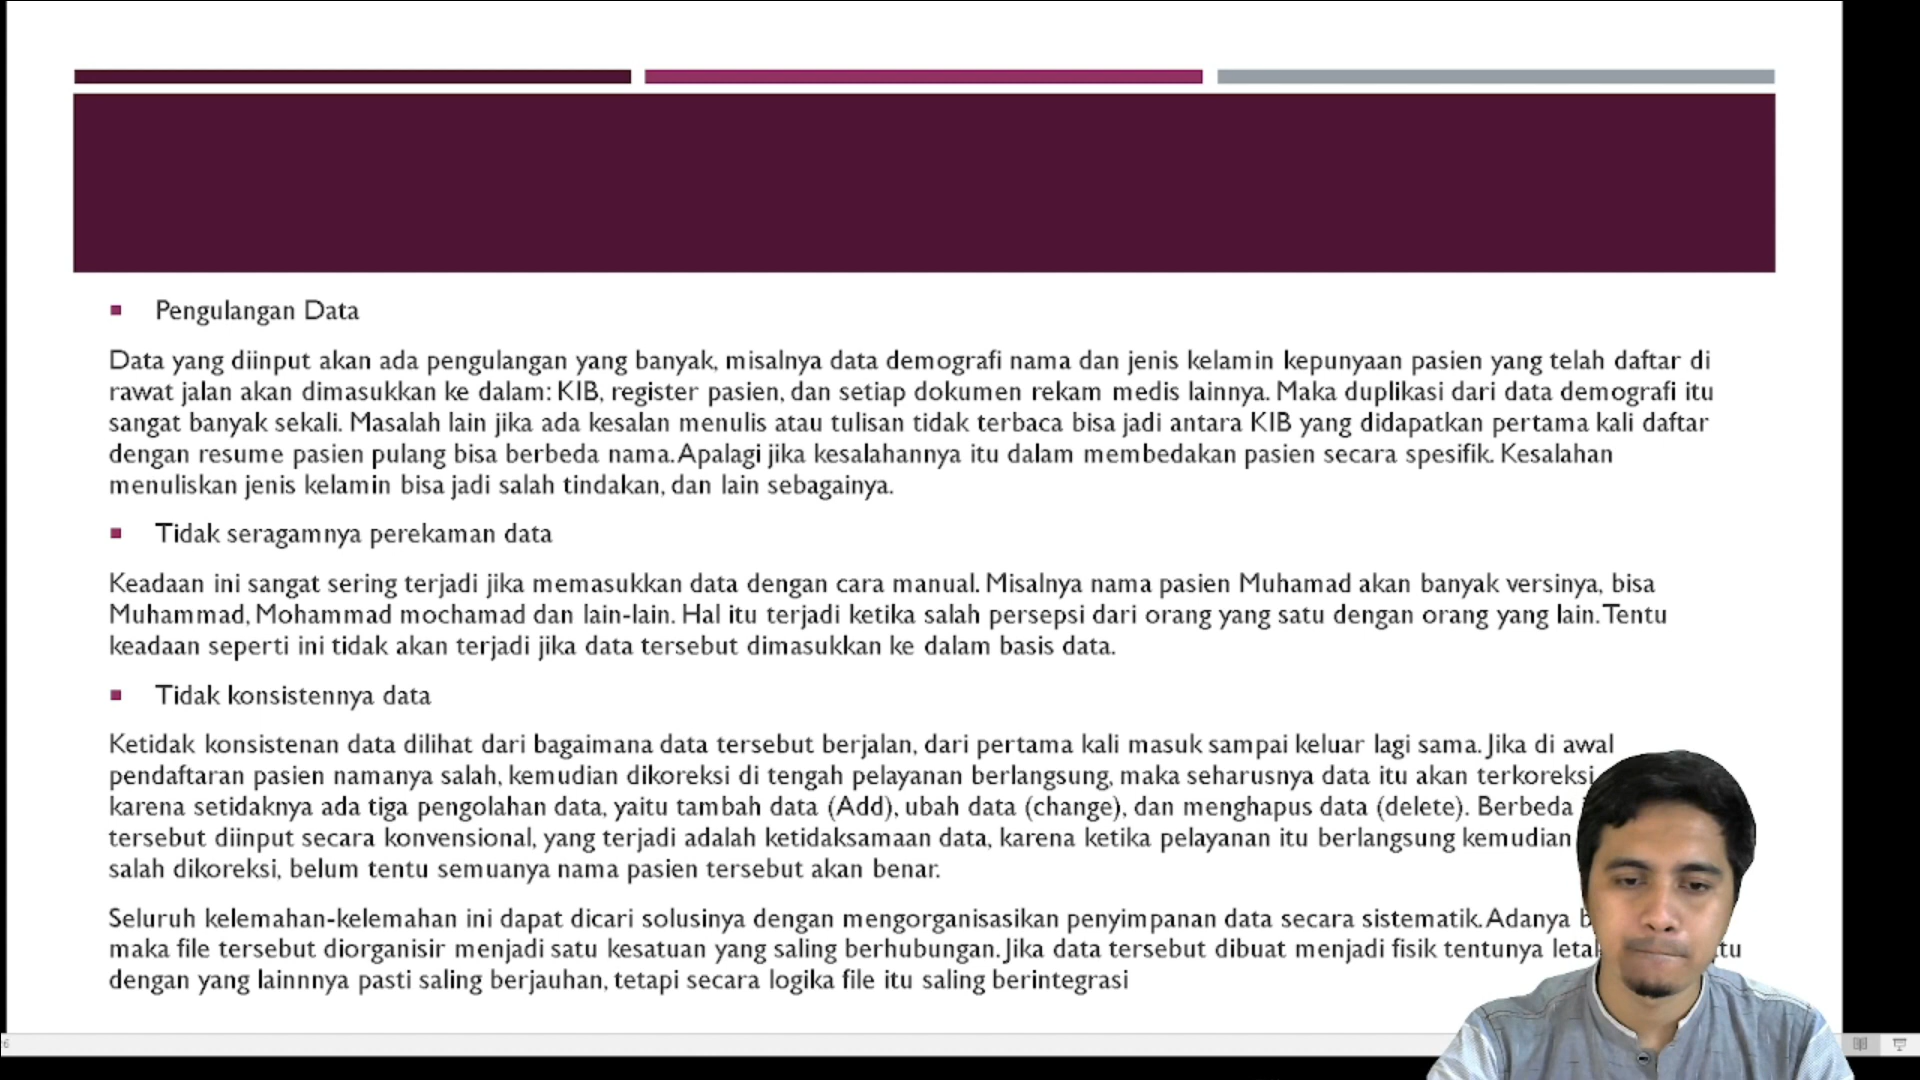 Pengulangan Data
Data yang diinput akan ada pengulangan yang banyak, misalnya data demografi nama dan jenis kelamin kepunyaan pasien yang telah daftar di
rawat jalan akan dimasukkan ke dalam: KIB, register pasien, dan setiap dokumen rekam medis lainnya. Maka duplikasi dari data demografi itu
sangat banyak sekali. Masalah lain jika ada kesalan menulis atau tulisan tidak terbaca bisa jadi antara KIB yang didapatkan pertama kali daftar
dengan resume pasien pulang bisa berbeda nama. Apalagi jika kesalahannya itu dalam membedakan pasien secara spesifik. Kesalahan
menuliskan jenis kelamin bisa jadi salah tindakan, dan lain sebagainya.
Tidak seragamnya perekaman data
Keadaan ini sangat sering terjadi jika memasukkan data dengan cara manual. Misalnya nama pasien Muhamad akan banyak versinya, bisa
Muhammad, Mohammad mochamad dan lain-lain. Hal itu terjadi ketika salah persepsi dari orang yang satu dengan orang yang lain. Tentu
keadaan seperti ini tidak akan terjadi jika data tersebut dimasukkan ke dalam basis data.
Tidak konsistennya data
Ketidak konsistenan data dilihat dari bagaimana data tersebut berjalan, dari pertama kali masuk sampai keluar lagi sama. Jika di awal
pendaftaran pasien namanya salah, kemudian dikoreksi di tengah pelayanan berlangsung, maka seharusnya data itu akan terkoreksi
karena setidaknya ada tiga pengolahan data, yaitu tambah data (Add), ubah data (change), dan menghapus data (delete). Berbeda
tersebut diinput secara konvensional, yang terjadi adalah ketidaksamaan data, karena ketika pelayanan itu berlangsung kemudian
salah dikoreksi, belum tentu semuanya nama pasien tersebut akan benar.
Seluruh kelemahan-kelemahan ini dapat dicari solusinya dengan mengorganisasikan penyimpanan data secara sistematik. Adanya
maka file tersebut diorganisir menjadi satu kesatuan yang saling berhubungan. Jika data tersebut dibuat menjadi fisik tentunya
dengan yang lainnnya pasti saling berjauhan, tetapi secara logika file itu saling berintegrasi